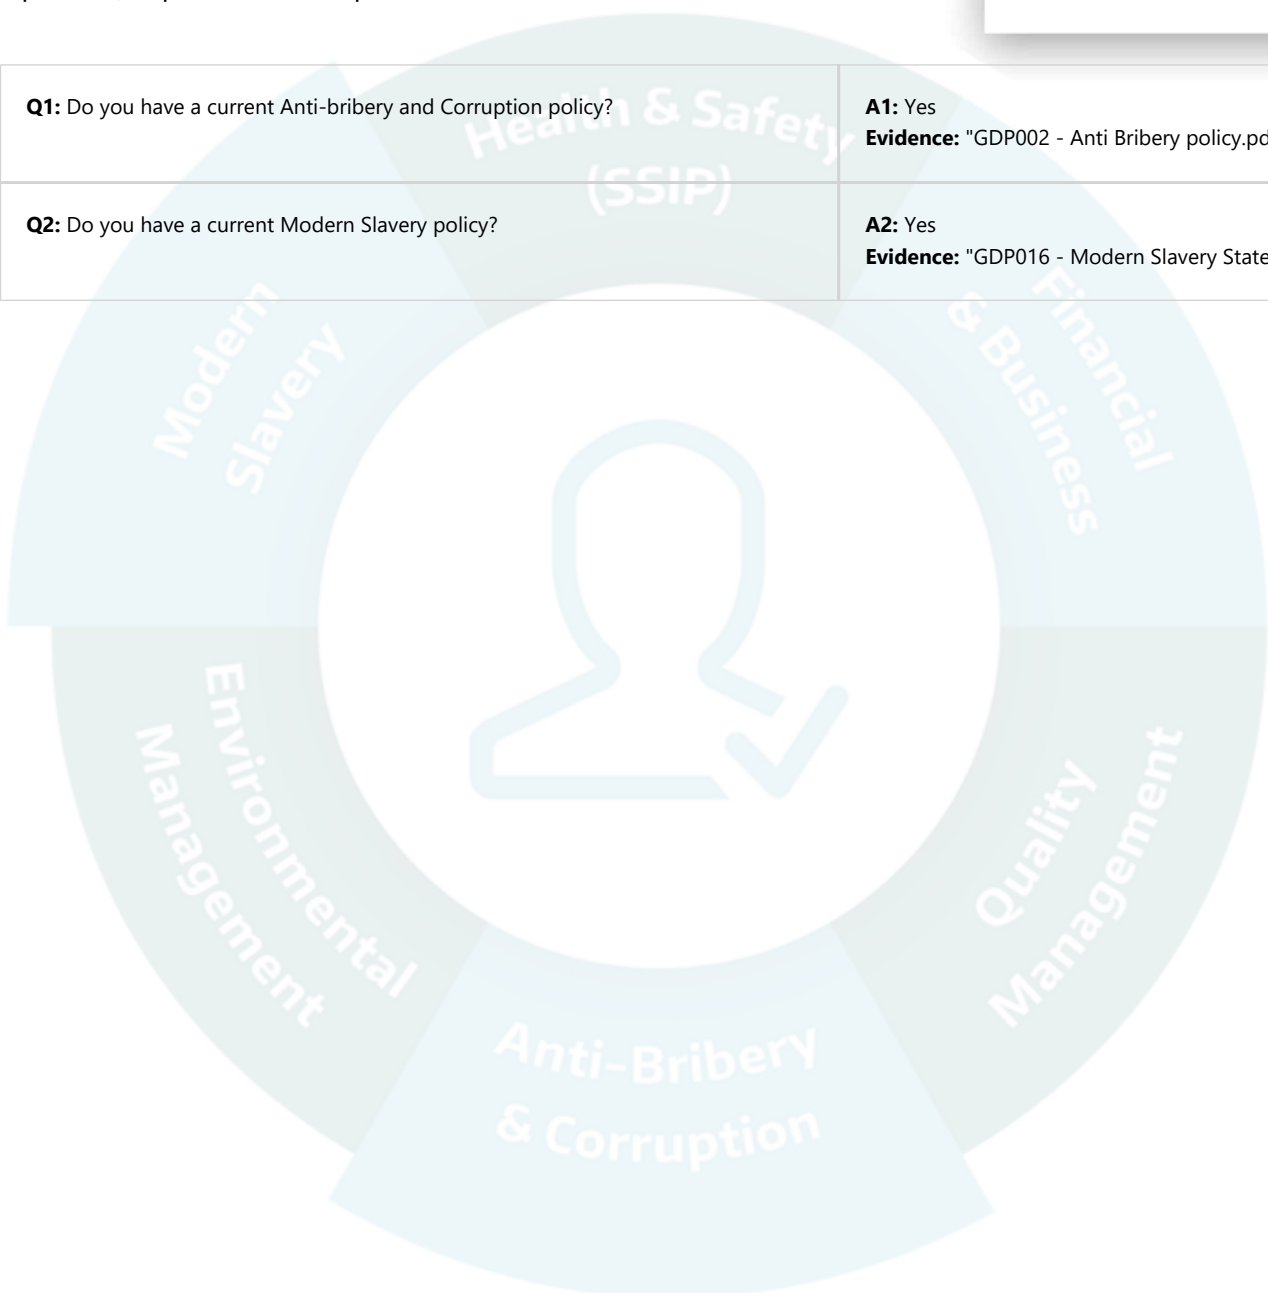 Q1: Do you have a current Anti-bribery and Corruption policy?
A1: Yes
Evidence: "GDP002 - Anti Bribery policy.pd
Q2: Do you have a current Modern Slavery policy?
A2: Yes
Evidence: "GDP016 - Modern Slavery State
Health & Safety
(SSIP)
Financial
& Business
Quality
Management
Anti-Bribery
& Corruption
Environmental
Management
Modern
Slavery